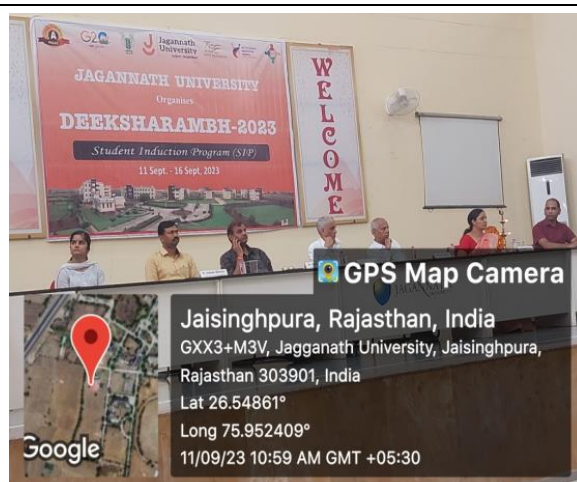 G20
Jagannath
University
JAGANNATH UNIVERSITY
Organises
DEEKSHARAMBH-2023
Student Induction Program (SIP)
11 Sept. - 16 Sept, 2023
WELCOME
JAGANNATH
GPS Map Camera
Jaisinghpura, Rajasthan, India
GXX3+M3V, Jagganath University, Jaisinghpura,
Rajasthan 303901, India
Lat 26.54861°
Long 75.952409°
11/09/23 10:59 AM GMT +05:30
Google